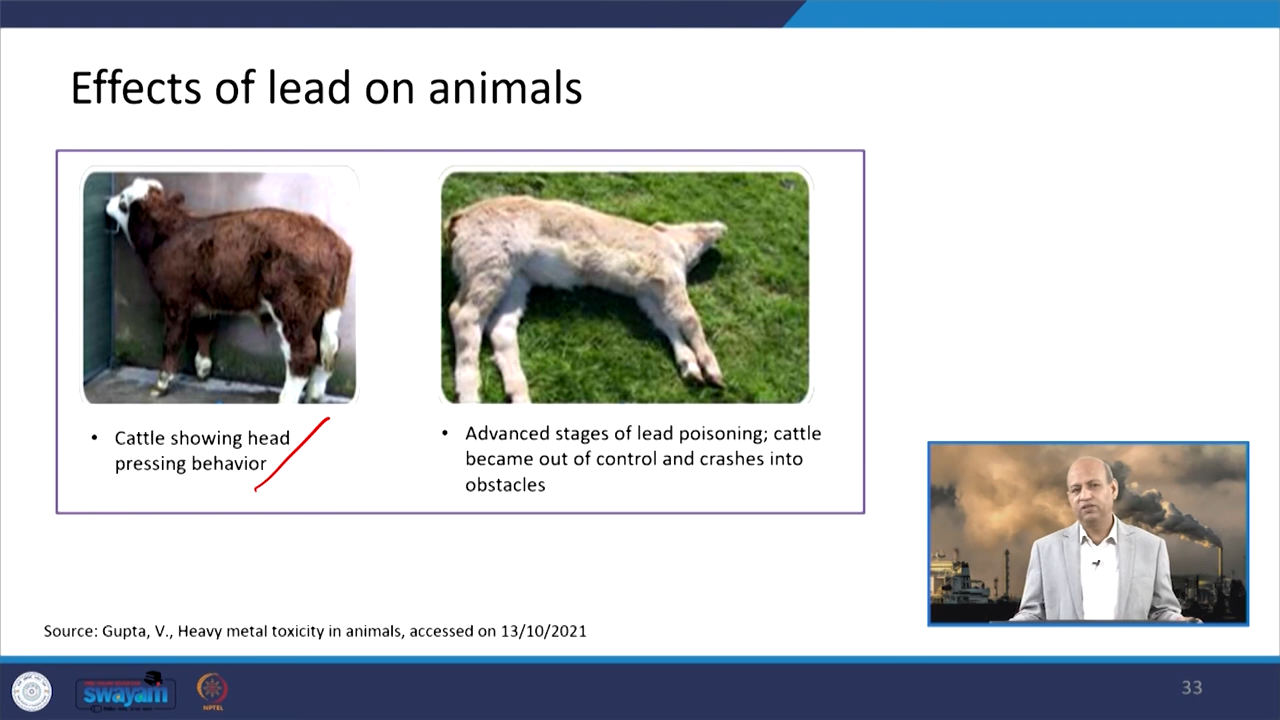 Effects of lead on animals
• Cattle showing head
pressing behavior
• Advanced stages of lead poisoning; cattle
became out of control and crashes into
obstacles
Source: Gupta, V., Heavy metal toxicity in animals, accessed on 13/10/2021
swayam
NPTEL
33